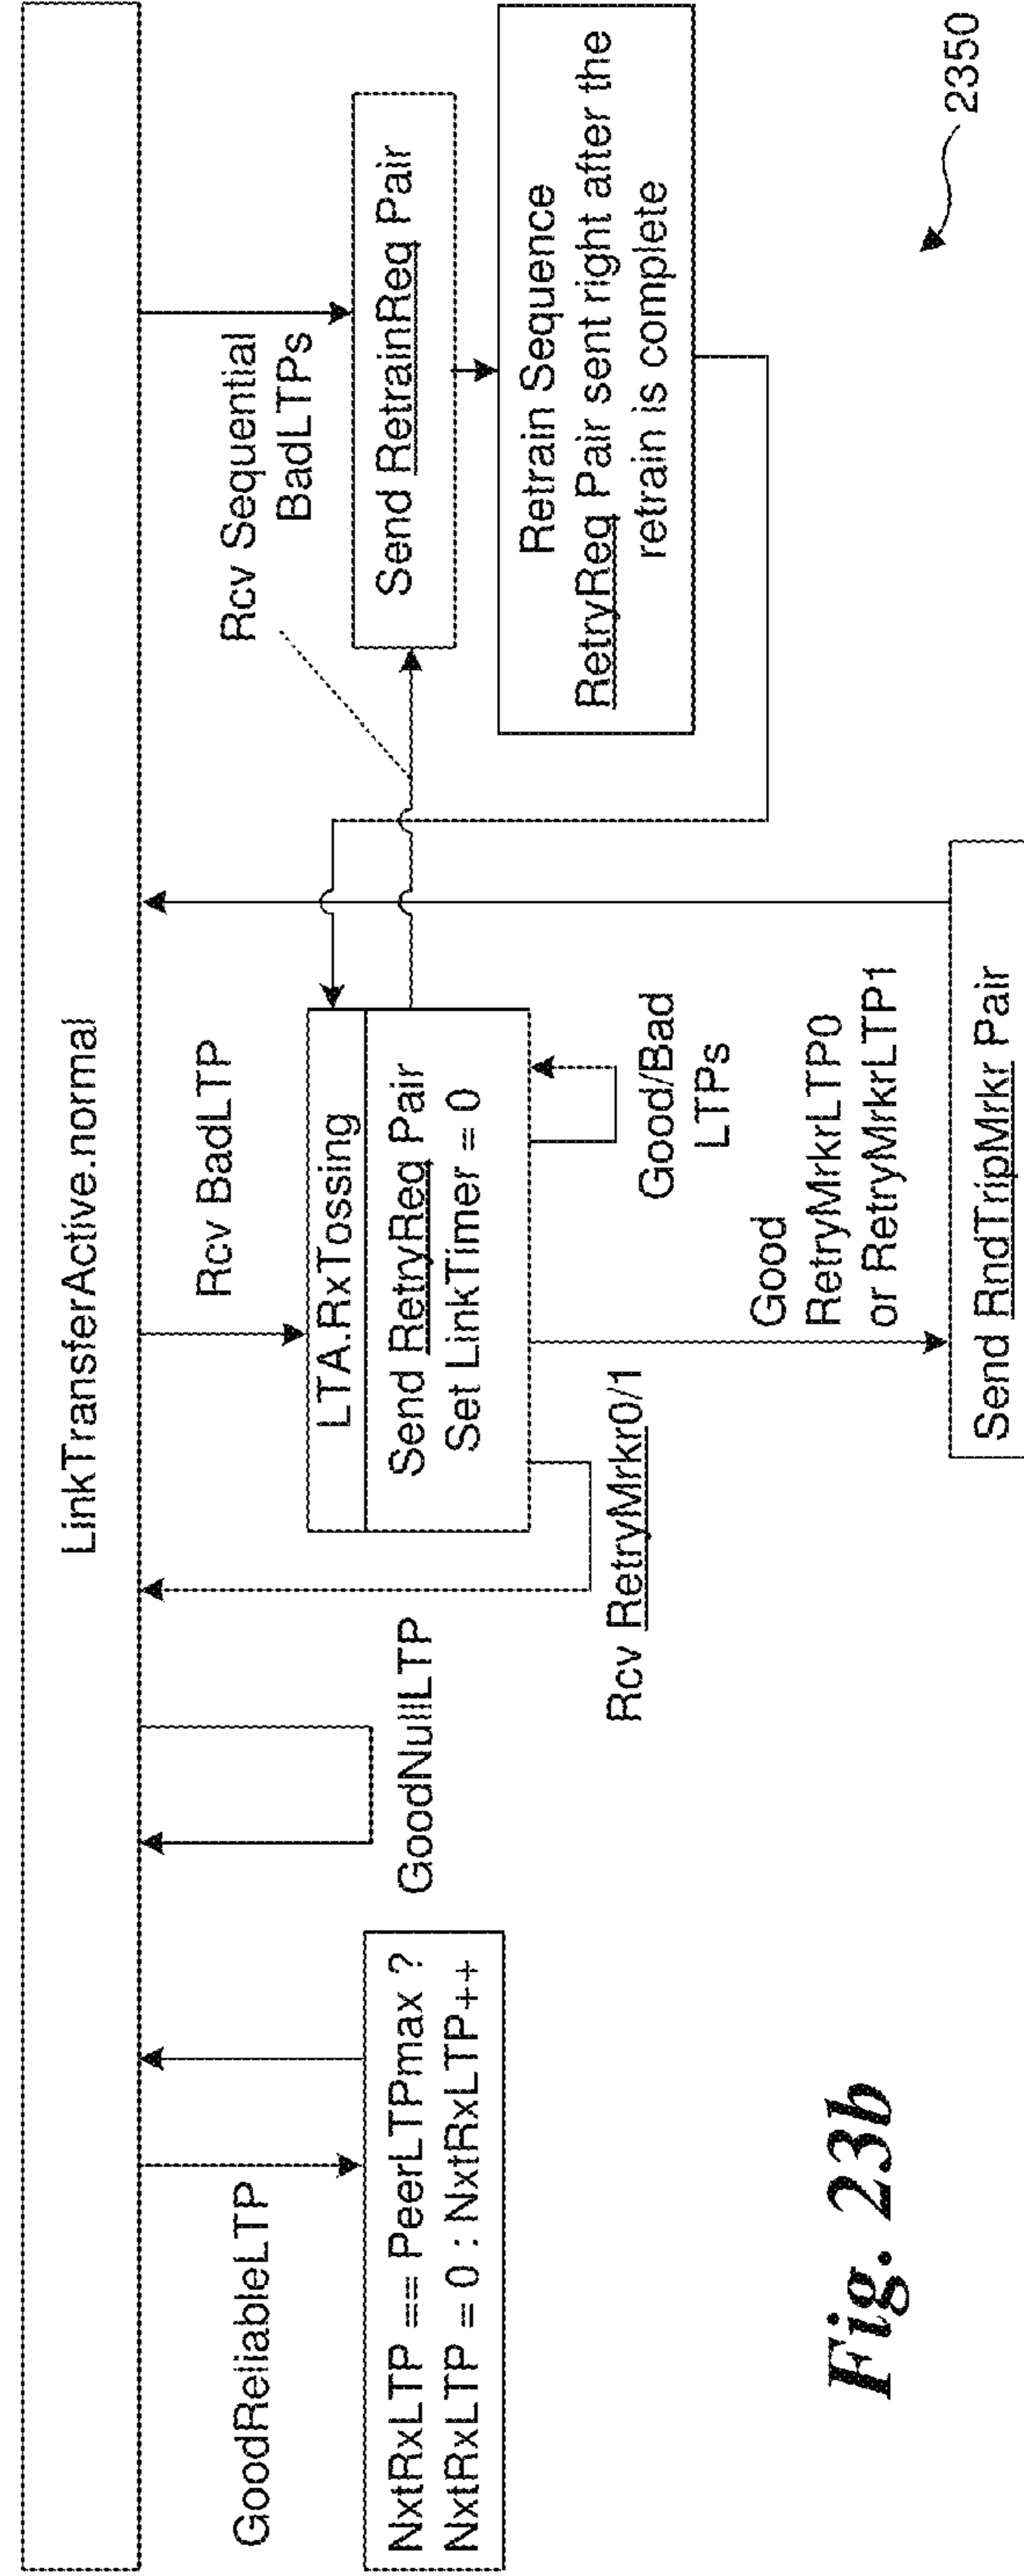 LinkTransferActive.normal
GoodReliableLTP
NxtRxLTP == PeerLTPmax ?
NxtRxLTP = 0 : NxtRxLTP++
GoodNullLTP
Rcv BadLTP
LTA.RxTossing
Send RetryReq Pair
Set LinkTimer = 0
Rcv RetryMrkr0/1
Good/Bad
LTPs
Good
RetryMrkrLTP0
or RetryMrkrLTP1
Send RndTripMrkr Pair
Rcv Sequential
BadLTPs
Send RetrainReq Pair
Retrain Sequence
RetryReq Pair sent right after the
retrain is complete
2350
Fig. 23b